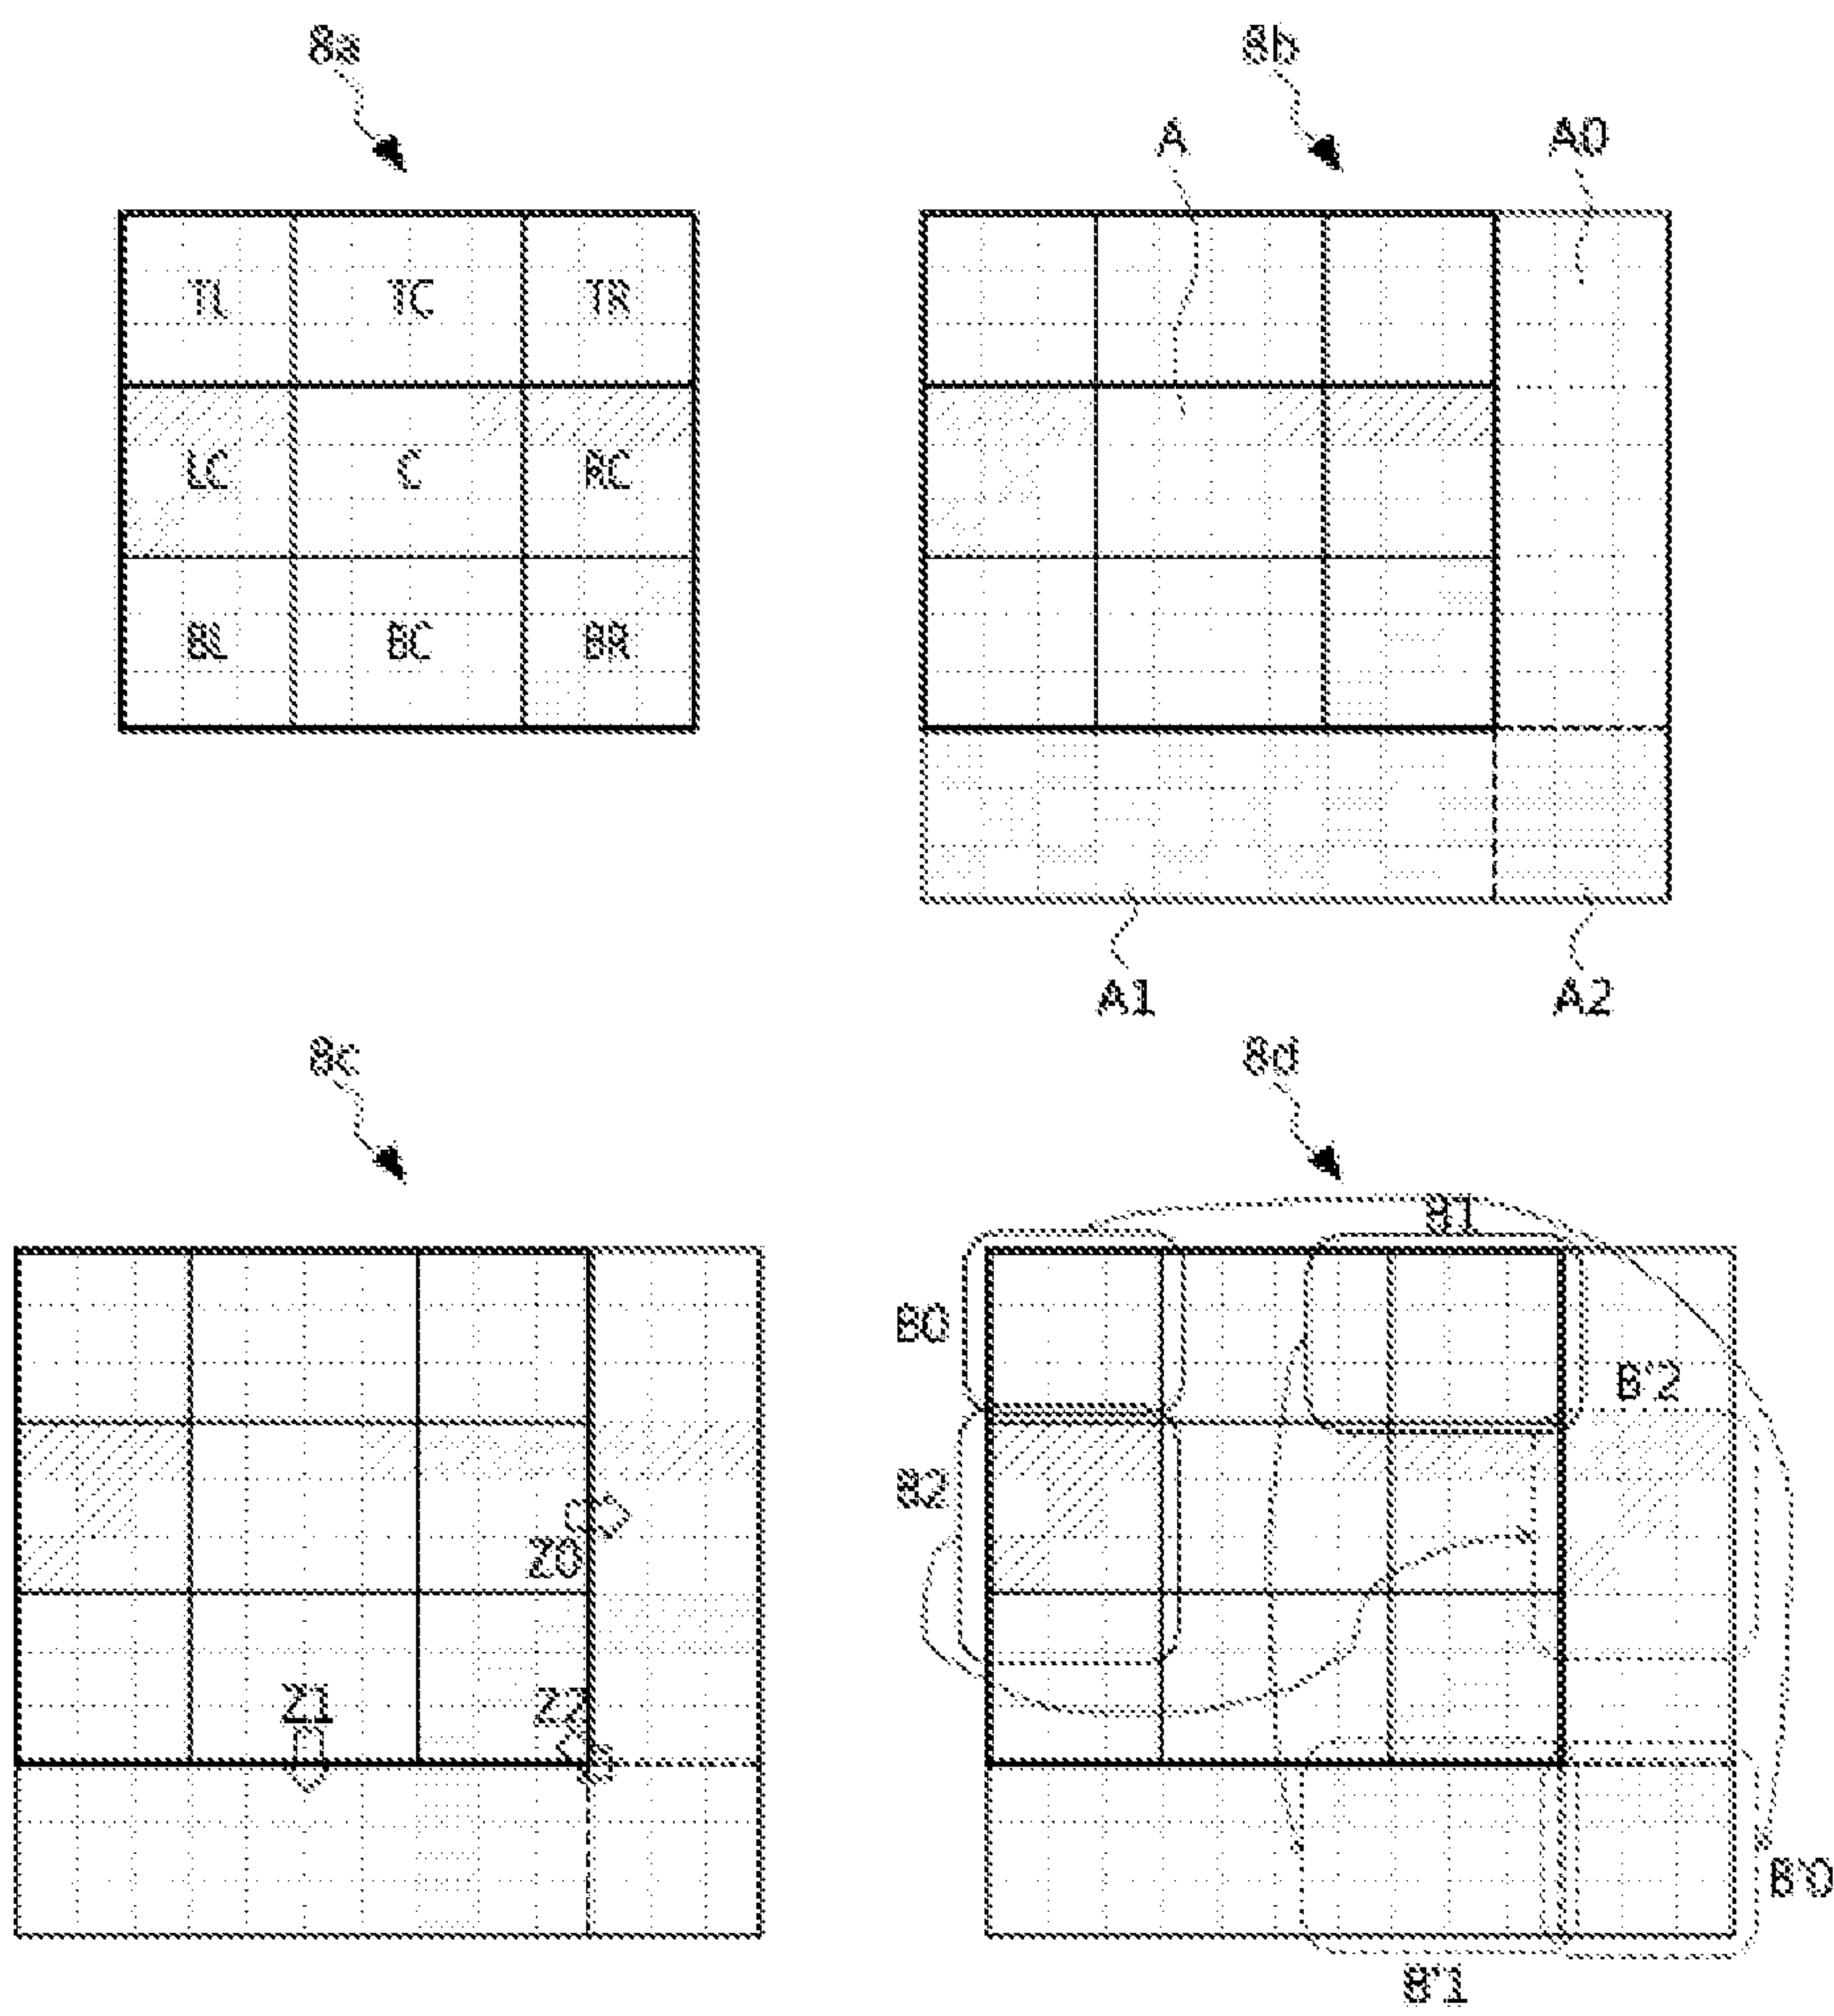 8a 8b
A A0
TL TC TR
LC C RC
BL BC BR
A1 A2
8c 8d
B1
B0
B'2
B2
Z0
Z1 Z2
B'0
B'1